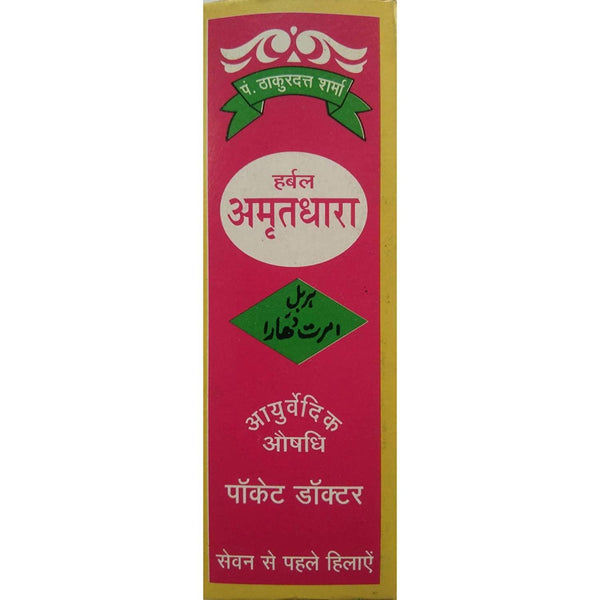 पं. ठाकुरदत्त शर्मा
हर्बल
अमृतधारा
ہربل
امرت دھارا
आयुर्वेदिक
औषधि
पॉकेट डॉक्टर
सेवन से पहले हिलाऐं